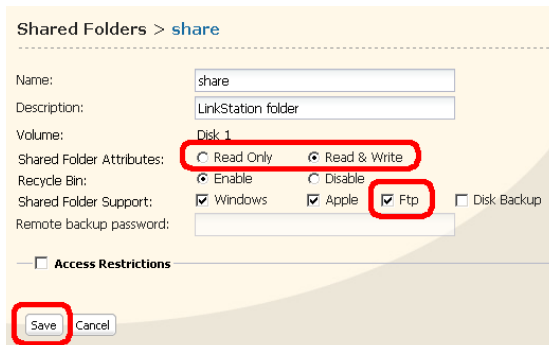 Shared Folders > share
Name: share
Description: LinkStation folder
Volume: Disk 1
Shared Folder Attributes: Read Only Read & Write
Recycle Bin: Enable Disable
Shared Folder Support: Windows Apple Ftp Disk Backup
Remote backup password:
Access Restrictions
Save Cancel